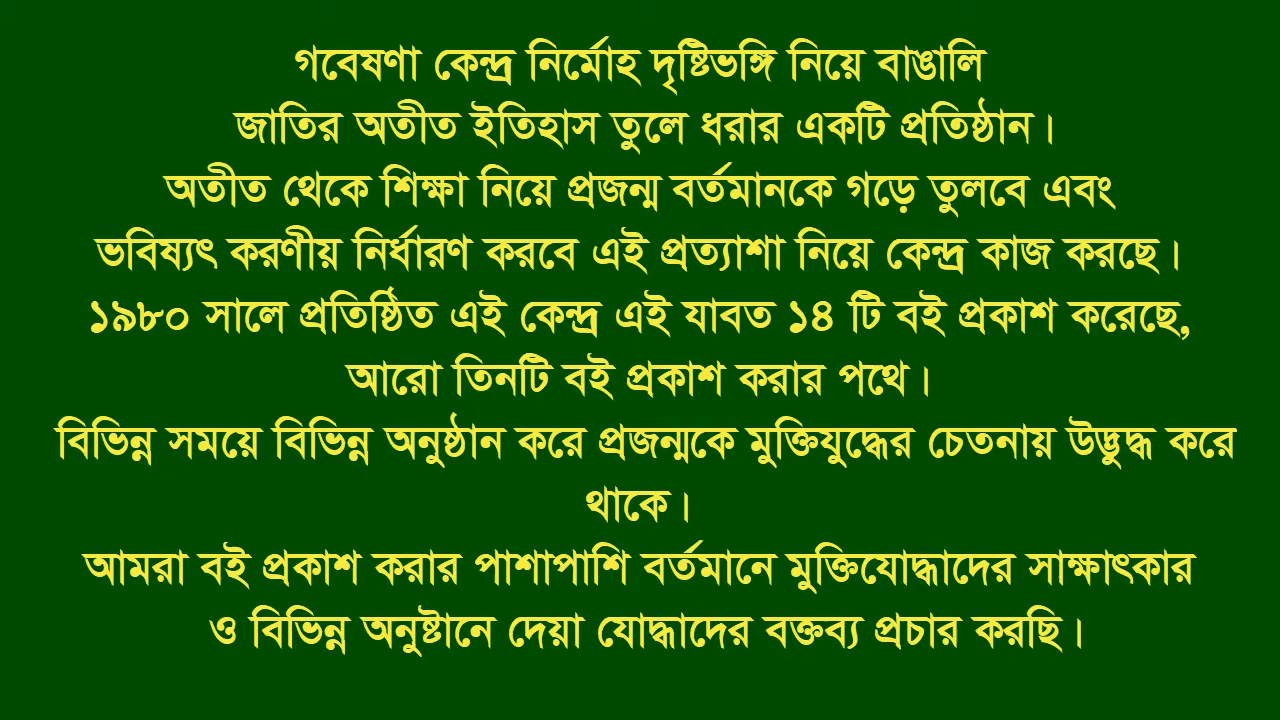 গবেষণা কেন্দ্র নির্মোহ দৃষ্টিভঙ্গি নিয়ে বাঙালি
জাতির অতীত ইতিহাস তুলে ধরার একটি প্রতিষ্ঠান।
অতীত থেকে শিক্ষা নিয়ে প্রজন্ম বর্তমানকে গড়ে তুলবে এবং
ভবিষ্যৎ করণীয় নির্ধারণ করবে এই প্রত্যাশা নিয়ে কেন্দ্র কাজ করছে।
১৯৮০ সালে প্রতিষ্ঠিত এই কেন্দ্র এই যাবত ১৪ টি বই প্রকাশ করেছে,
আরো তিনটি বই প্রকাশ করার পথে।
বিভিন্ন সময়ে বিভিন্ন অনুষ্ঠান করে প্রজন্মকে মুক্তিযুদ্ধের চেতনায় উদ্ভুদ্ধ করে
থাকে।
আমরা বই প্রকাশ করার পাশাপাশি বর্তমানে মুক্তিযোদ্ধাদের সাক্ষাৎকার
ও বিভিন্ন অনুষ্টানে দেয়া যোদ্ধাদের বক্তব্য প্রচার করছি।